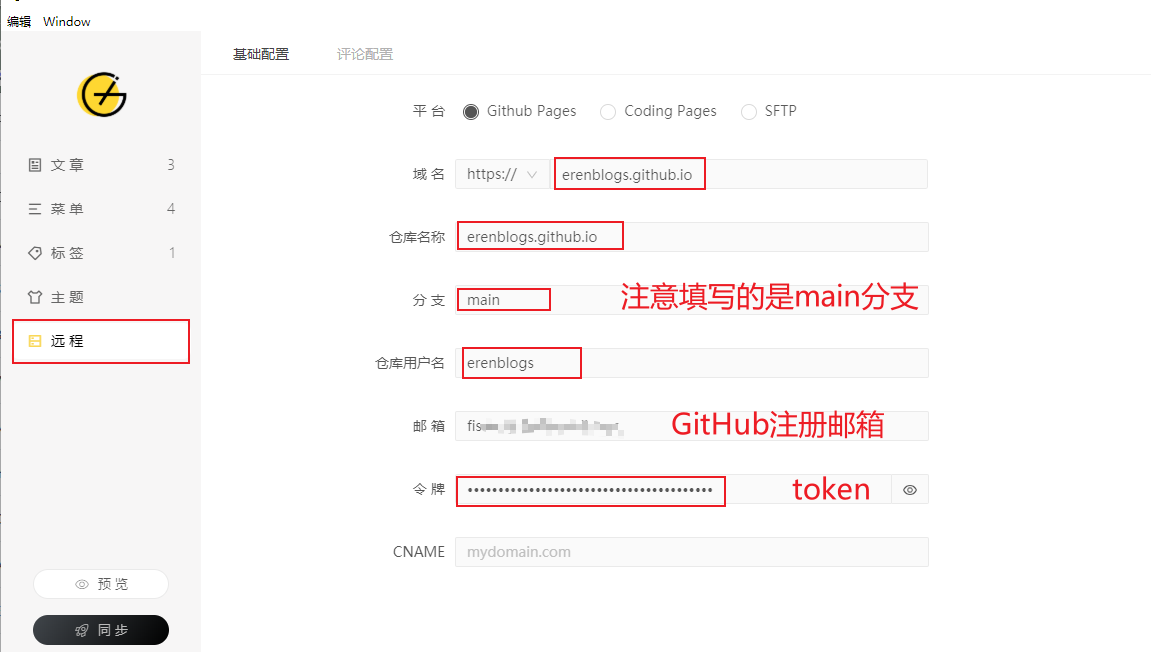 编辑 Window
基础配置 评论配置
平台 Github Pages Coding Pages SFTP
文章 3
域名 https:// erenblogs.github.io
菜单 4
仓库名称 erenblogs.github.io
标签 1
主题
分支 main 注意填写的是main分支
远程
仓库用户名 erenblogs
邮箱 GitHub注册邮箱
令牌 •••••••••••••••••••••••••••••••••••••••• token
CNAME mydomain.com
预览
同步